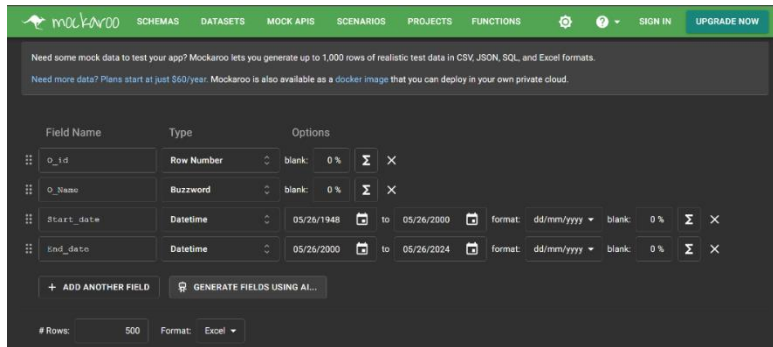 mockaroo SCHEMAS DATASETS MOCK APIS SCENARIOS PROJECTS FUNCTIONS ? SIGN IN UPGRADE NOW
Need some mock data to test your app? Mockaroo lets you generate up to 1,000 rows of realistic test data in CSV, JSON, SQL, and Excel formats.
Need more data? Plans start at just $60/year. Mockaroo is also available as a docker image that you can deploy in your own private cloud.
Field Name Type Options
O_id Row Number blank: 0 % Σ ×
O_Name Buzzword blank: 0 % Σ ×
Start_date Datetime 05/26/1948 to 05/26/2000 format: dd/mm/yyyy blank: 0 % Σ ×
End_date Datetime 05/26/2000 to 05/26/2024 format: dd/mm/yyyy blank: 0 % Σ ×
+ ADD ANOTHER FIELD GENERATE FIELDS USING AI...
# Rows: 500 Format: Excel